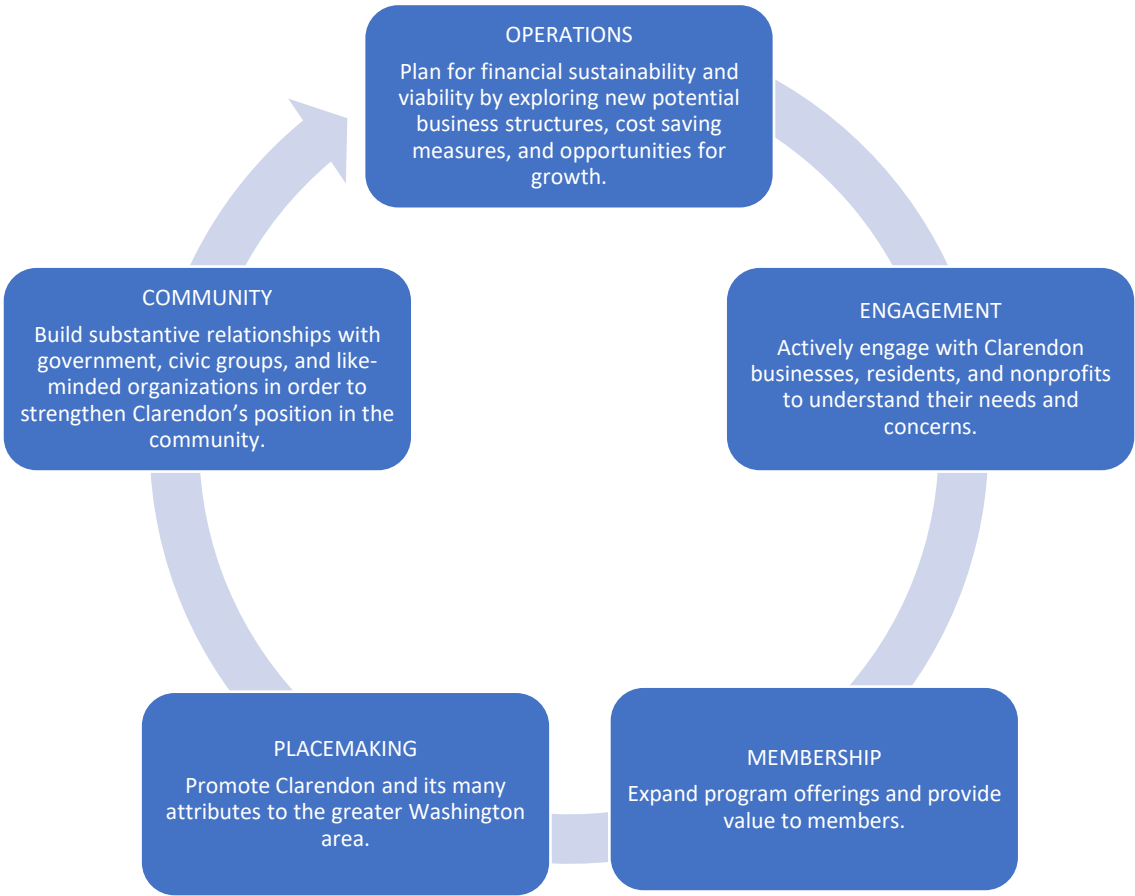 OPERATIONS
Plan for financial sustainability and
viability by exploring new potential
business structures, cost saving
measures, and opportunities for
growth.
ENGAGEMENT
Actively engage with Clarendon
businesses, residents, and nonprofits
to understand their needs and
concerns.
MEMBERSHIP
Expand program offerings and provide
value to members.
PLACEMAKING
Promote Clarendon and its many
attributes to the greater Washington
area.
COMMUNITY
Build substantive relationships with
government, civic groups, and like-
minded organizations in order to
strengthen Clarendon’s position in the
community.